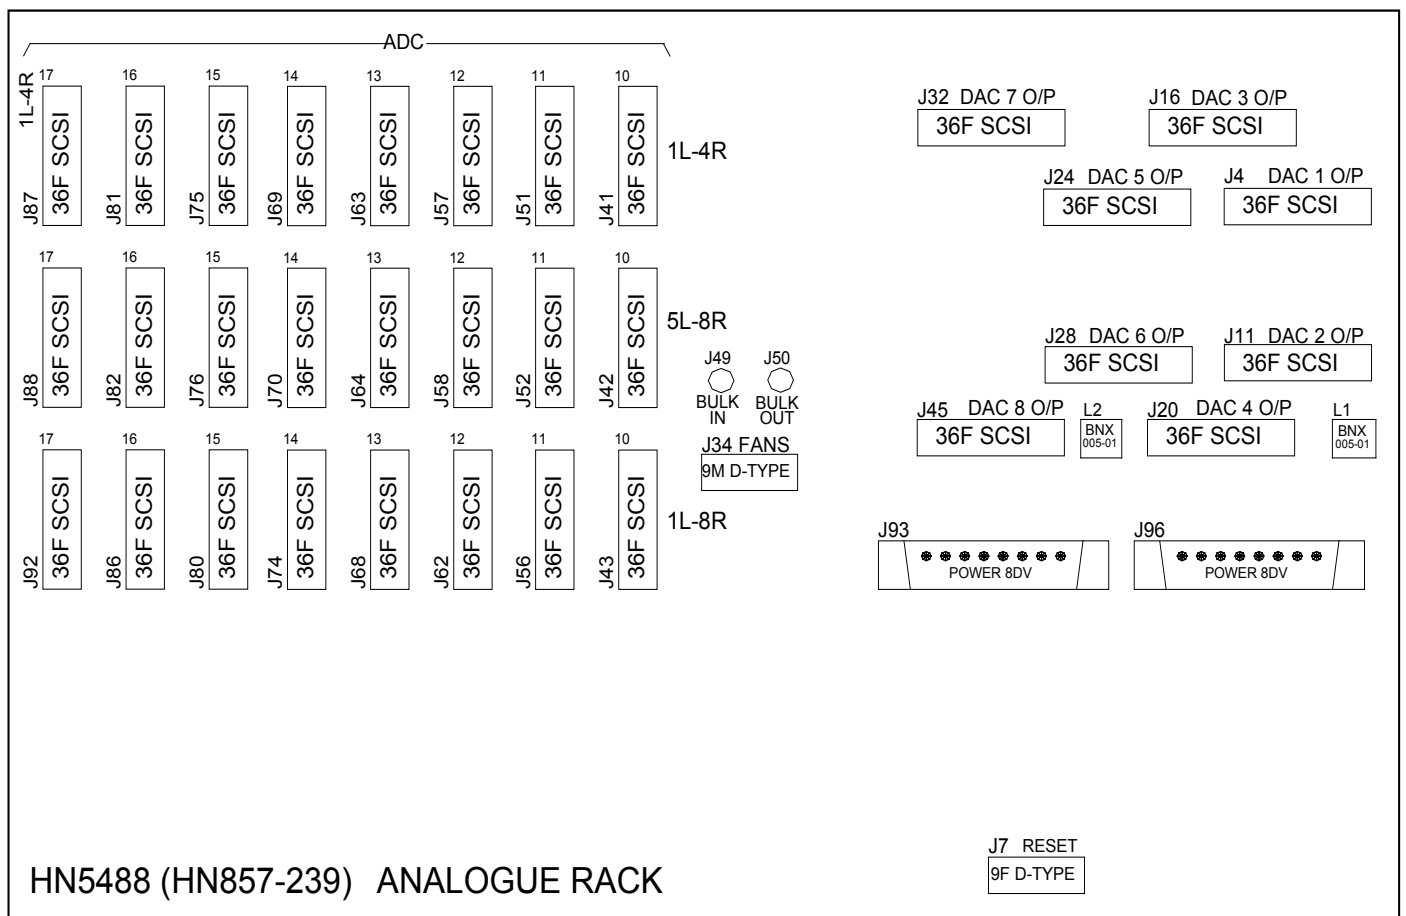 ADC
1L-4R
17 16 15 14 13 12 11 10
J87 36F SCSI J81 36F SCSI J75 36F SCSI J69 36F SCSI J63 36F SCSI J57 36F SCSI J51 36F SCSI J41 36F SCSI
1L-4R
17 16 15 14 13 12 11 10
J88 36F SCSI J82 36F SCSI J76 36F SCSI J70 36F SCSI J64 36F SCSI J58 36F SCSI J52 36F SCSI J42 36F SCSI
5L-8R
17 16 15 14 13 12 11 10
J92 36F SCSI J86 36F SCSI J80 36F SCSI J74 36F SCSI J68 36F SCSI J62 36F SCSI J56 36F SCSI J43 36F SCSI
1L-8R
J49
BULK
IN
J50
BULK
OUT
J34 FANS
9M D-TYPE
J32 DAC 7 O/P
36F SCSI
J16 DAC 3 O/P
36F SCSI
J24 DAC 5 O/P
36F SCSI
J4 DAC 1 O/P
36F SCSI
J28 DAC 6 O/P
36F SCSI
J11 DAC 2 O/P
36F SCSI
J45 DAC 8 O/P
36F SCSI
L2
BNX
005-01
J20 DAC 4 O/P
36F SCSI
L1
BNX
005-01
J93
POWER 8DV
J96
POWER 8DV
J7 RESET
9F D-TYPE
HN5488 (HN857-239) ANALOGUE RACK